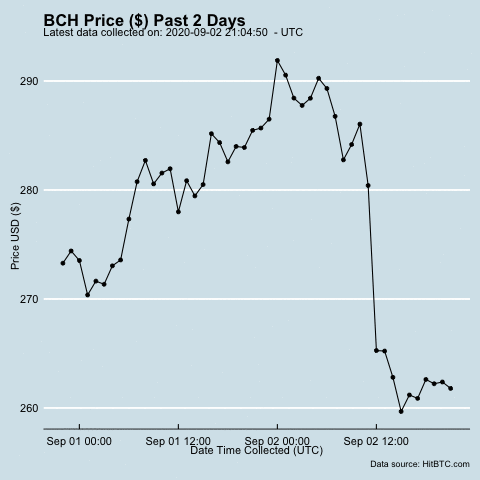 BCH Price ($) Past 2 Days
Latest data collected on: 2020-09-02 21:04:50  - UTC
290
280
270
260
Price USD ($)
Sep 01 00:00
Sep 01 12:00
Sep 02 00:00
Sep 02 12:00
Date Time Collected (UTC)
Data source: HitBTC.com